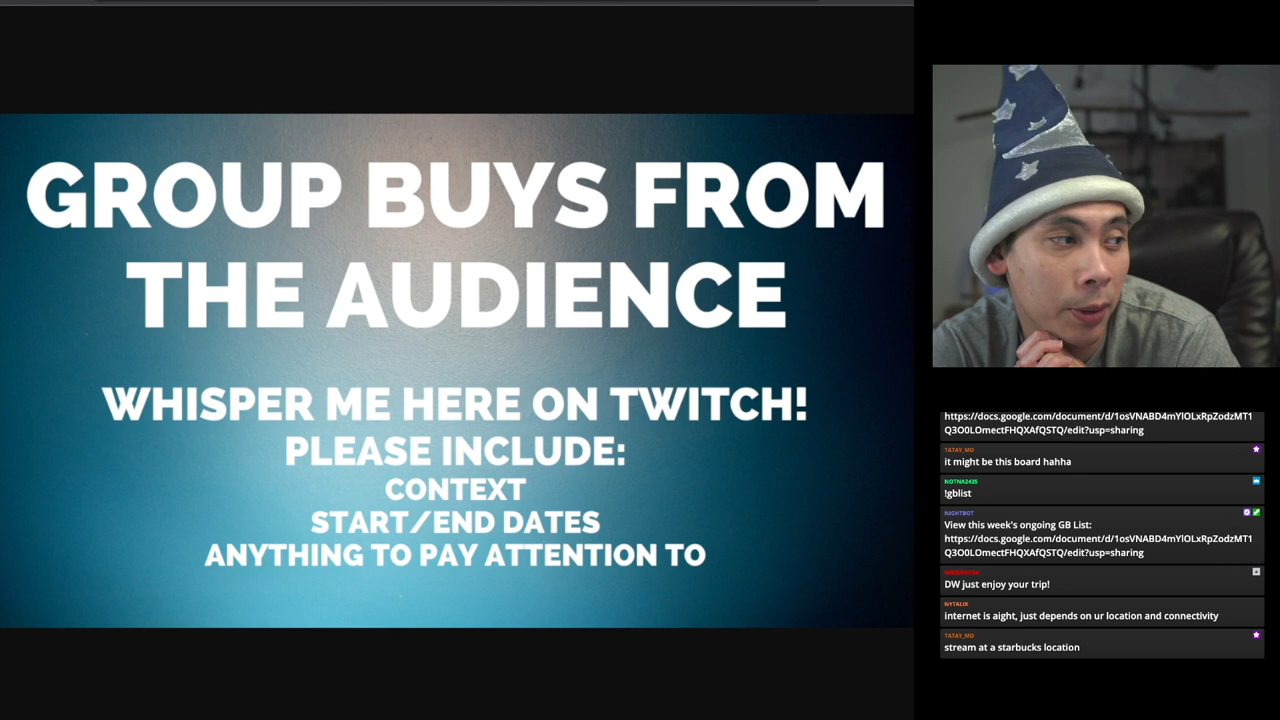 GROUP BUYS FROM
THE AUDIENCE
WHISPER ME HERE ON TWITCH!
PLEASE INCLUDE:
CONTEXT
START/END DATES
ANYTHING TO PAY ATTENTION TO
https://docs.google.com/document/d/1osVNABD4mYlOLxRpZodzMT1
Q3O0LOmectFHQXAfQSTQ/edit?usp=sharing
TATAY_MO
it might be this board hahha
NOTNA2435
!gblist
NIGHTBOT
View this week's ongoing GB List:
https://docs.google.com/document/d/1osVNABD4mYlOLxRpZodzMT1
Q3O0LOmectFHQXAfQSTQ/edit?usp=sharing
DW just enjoy your trip!
NYTALIX
internet is aight, just depends on ur location and connectivity
TATAY_MO
stream at a starbucks location